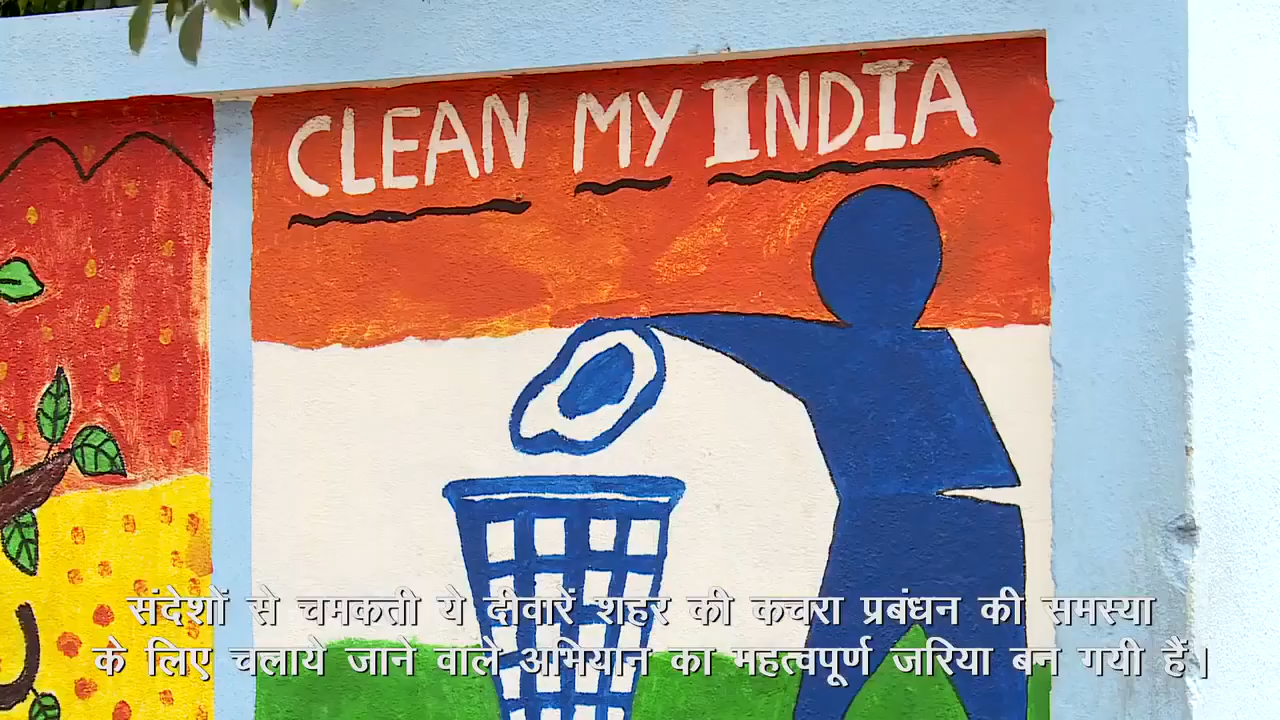 CLEAN MY INDIA
संदेशों से चमकती ये दीवारें शहर की कचरा प्रबंधन की समस्या
के लिए चलाये जाने वाले अभियान का महत्वपूर्ण जरिया बन गयी हैं।